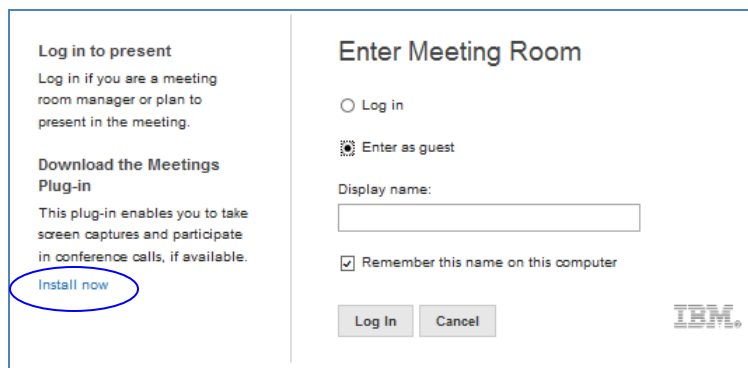 Log in to present
Log in if you are a meeting
room manager or plan to
present in the meeting.
Download the Meetings
Plug-in
This plug-in enables you to take
screen captures and participate
in conference calls, if available.
Install now
Enter Meeting Room
Log in
Enter as guest
Display name:
Remember this name on this computer
Log In Cancel
IBM®